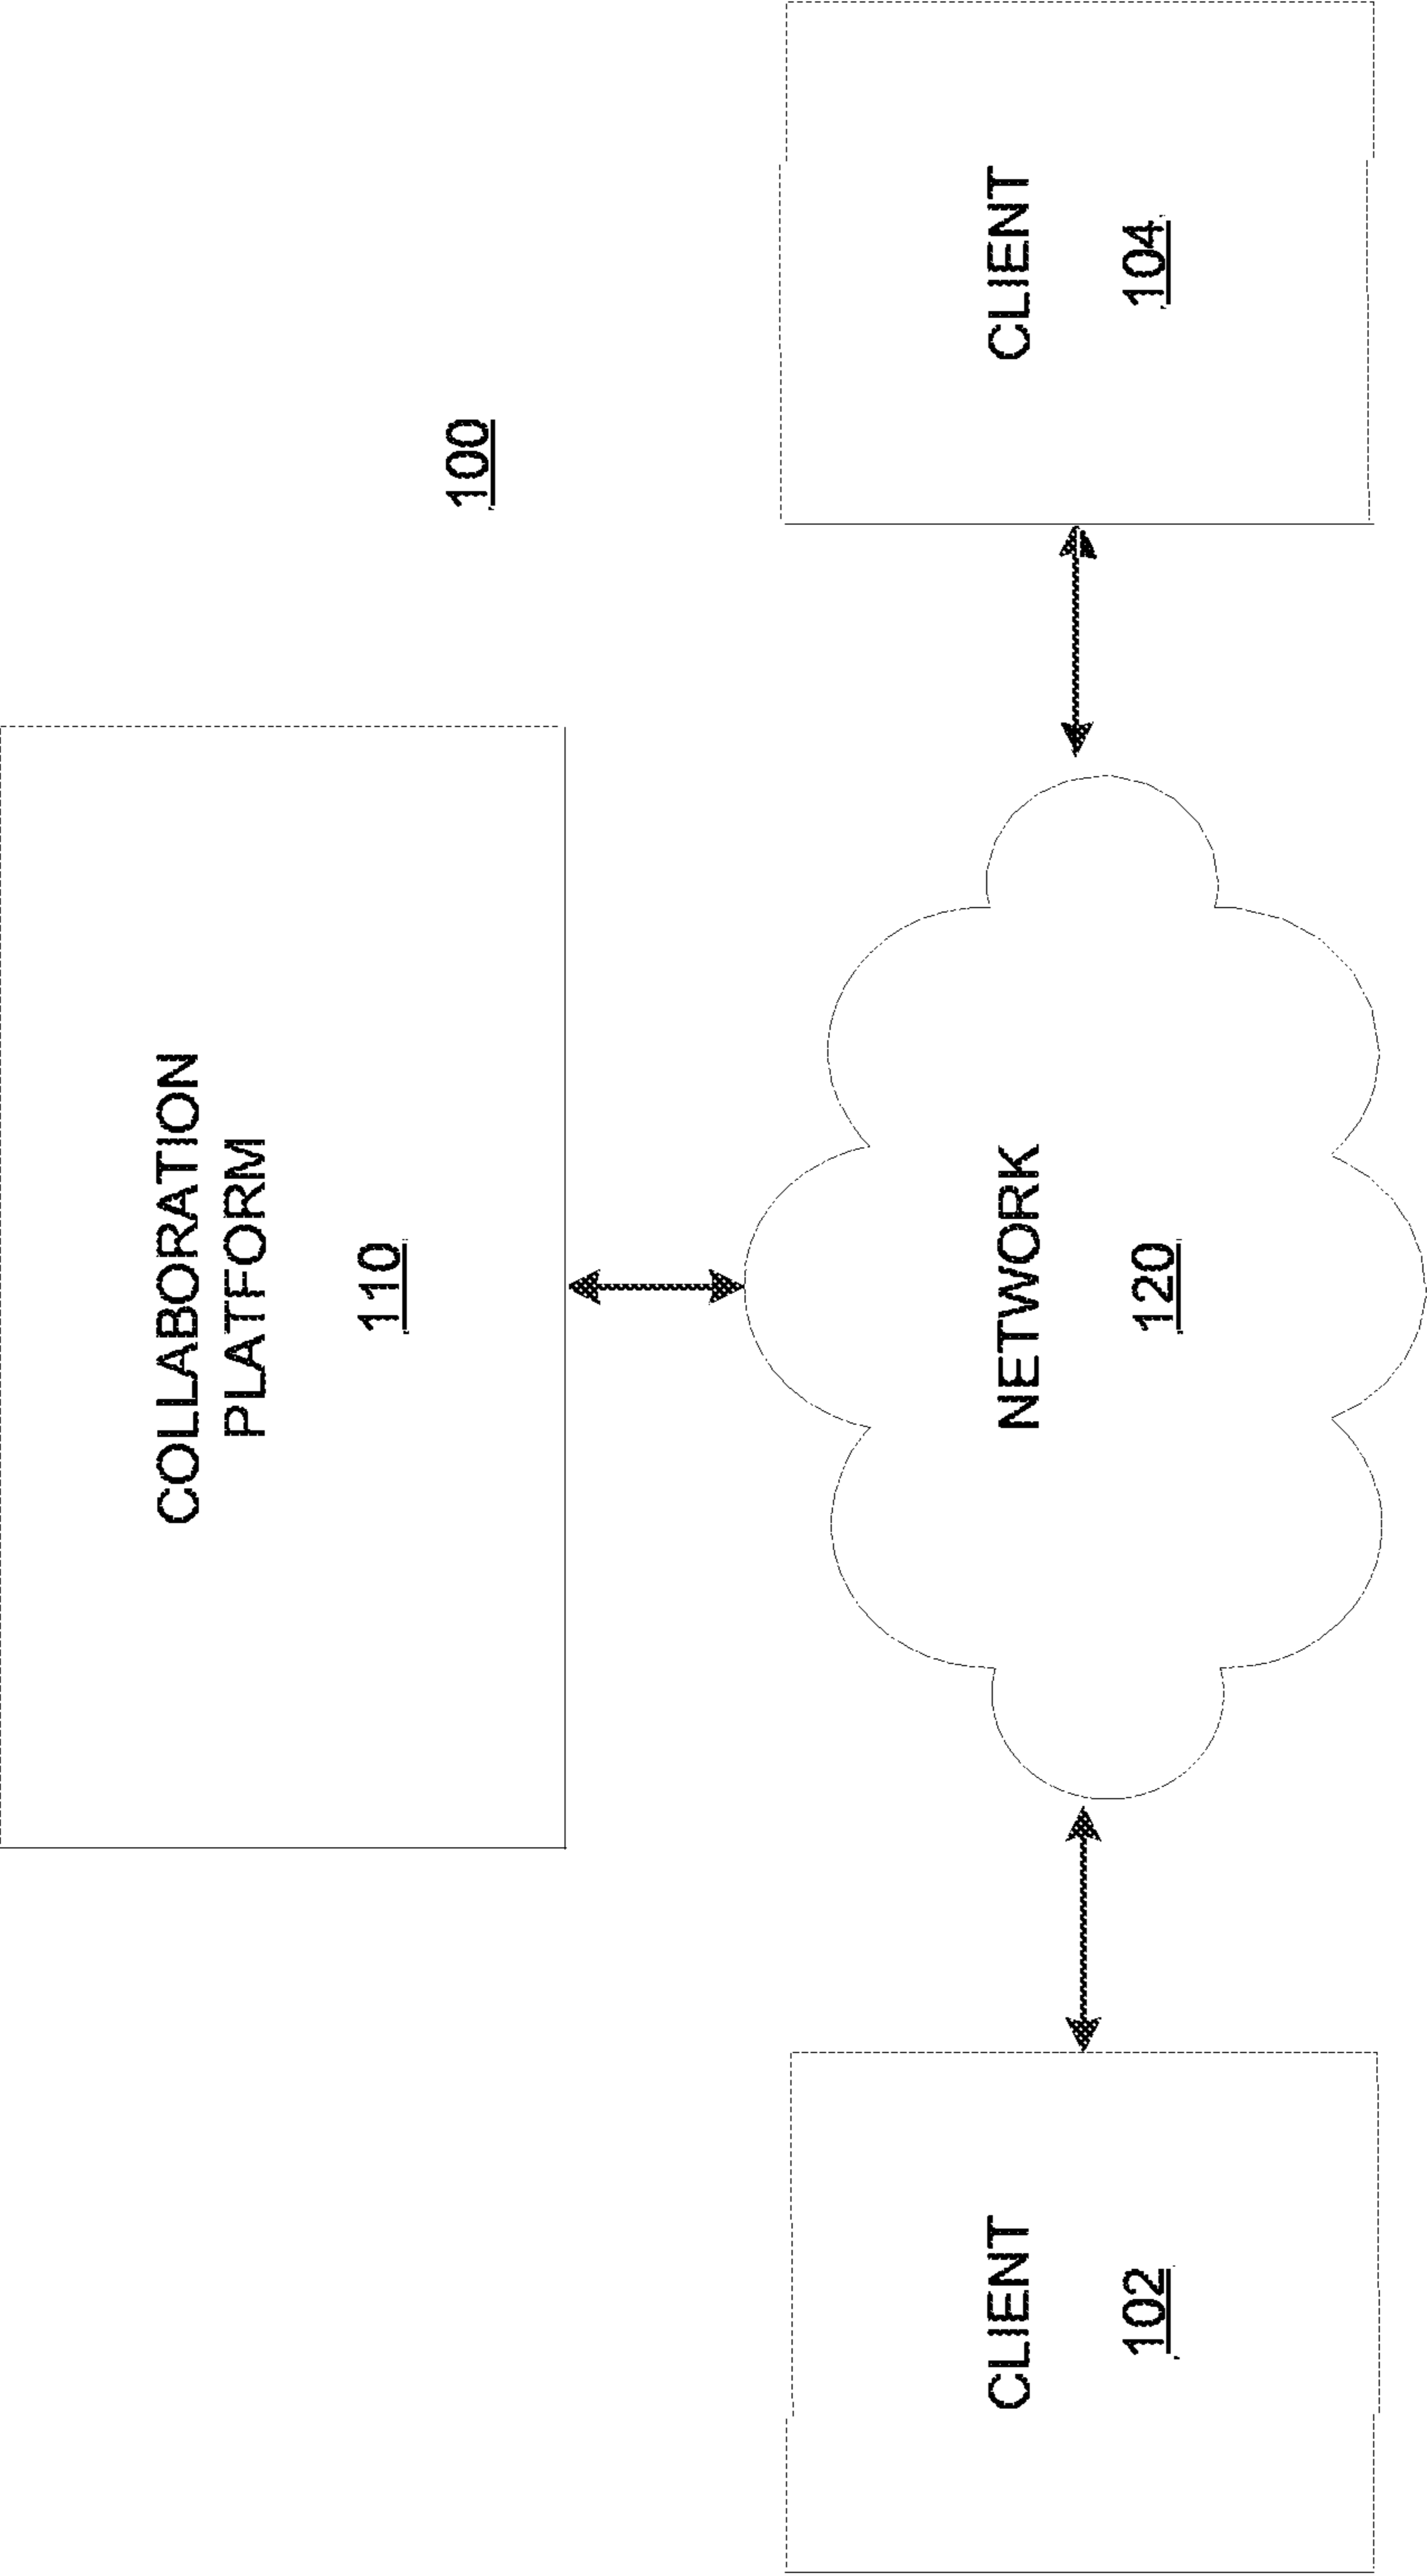 COLLABORATION
PLATFORM
110
100
CLIENT
102
NETWORK
120
CLIENT
104